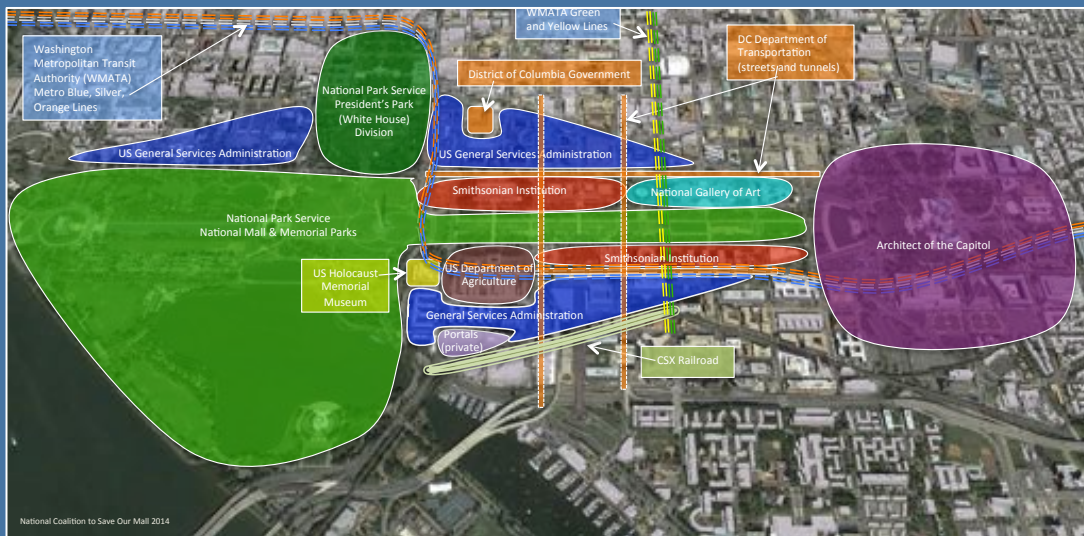 WMATA Green
and Yellow Lines
Washington
Metropolitan Transit
Authority (WMATA)
Metro Blue, Silver,
Orange Lines
DC Department of
Transportation
(streets and tunnels)
District of Columbia Government
National Park Service
President's Park
(White House)
Division
US General Services Administration
US General Services Administration
Smithsonian Institution
National Gallery of Art
National Park Service
National Mall & Memorial Parks
Architect of the Capitol
Smithsonian Institution
US Holocaust
Memorial
Museum
US Department of
Agriculture
General Services Administration
Portals
(private)
CSX Railroad
National Coalition to Save Our Mall 2014